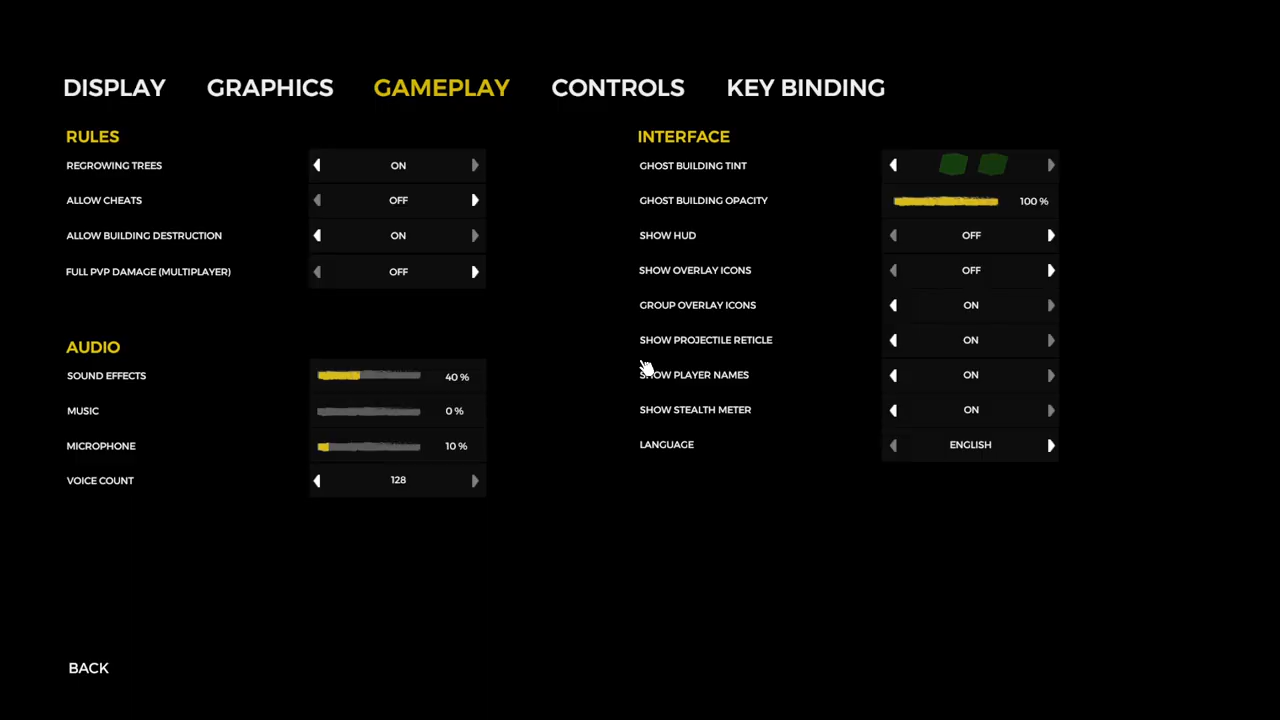 DISPLAY GRAPHICS GAMEPLAY CONTROLS KEY BINDING
RULES
REGROWING TREES ON
ALLOW CHEATS OFF
ALLOW BUILDING DESTRUCTION ON
FULL PVP DAMAGE (MULTIPLAYER) OFF
AUDIO
SOUND EFFECTS 40 %
MUSIC 0 %
MICROPHONE 10 %
VOICE COUNT 128
INTERFACE
GHOST BUILDING TINT
GHOST BUILDING OPACITY 100 %
SHOW HUD OFF
SHOW OVERLAY ICONS OFF
GROUP OVERLAY ICONS ON
SHOW PROJECTILE RETICLE ON
SHOW PLAYER NAMES ON
SHOW STEALTH METER ON
LANGUAGE ENGLISH
BACK